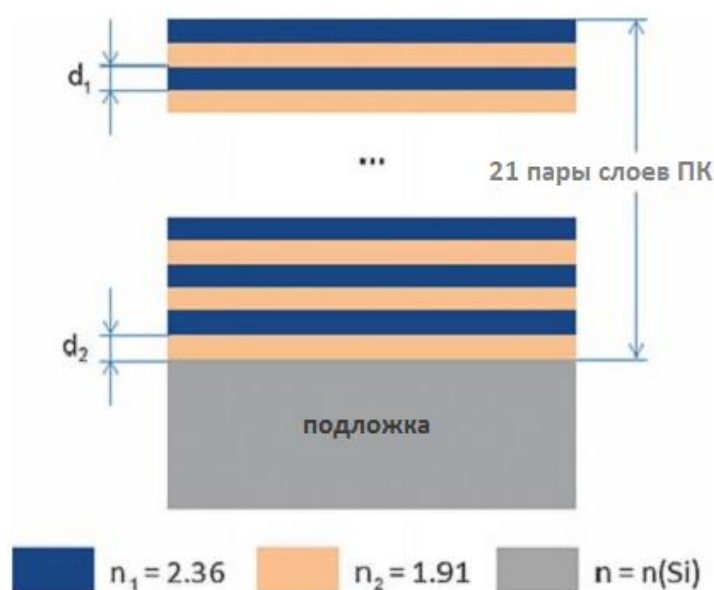 d₁
...
21 пары слоев ПК
d₂
подложка
n₁ = 2.36
n₂ = 1.91
n = n(Si)